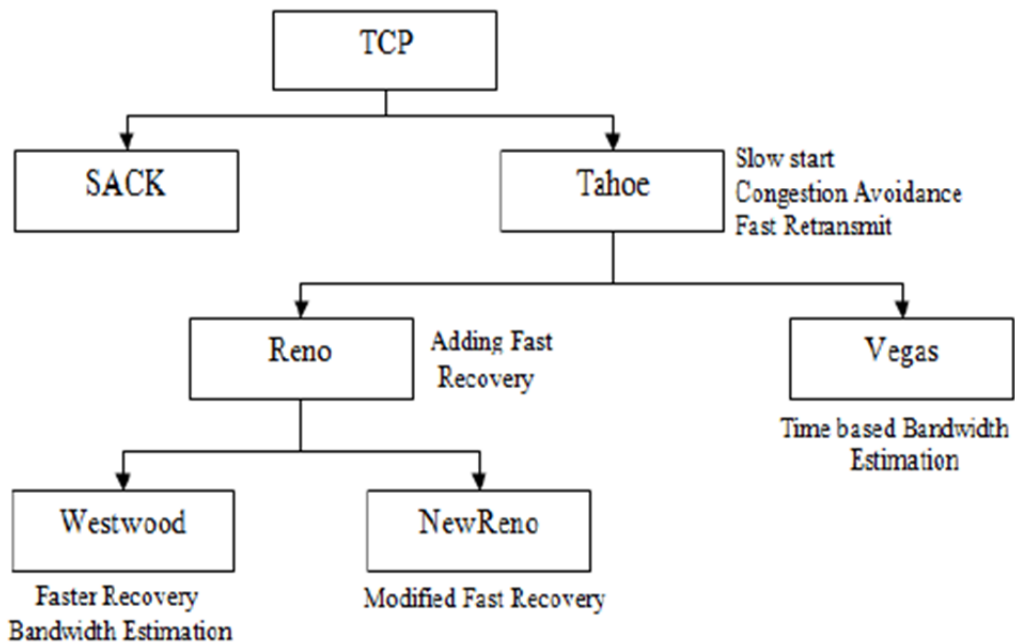 TCP
SACK
Tahoe
Slow start
Congestion Avoidance
Fast Retransmit
Reno
Adding Fast
Recovery
Vegas
Time based Bandwidth
Estimation
Westwood
NewReno
Faster Recovery
Bandwidth Estimation
Modified Fast Recovery